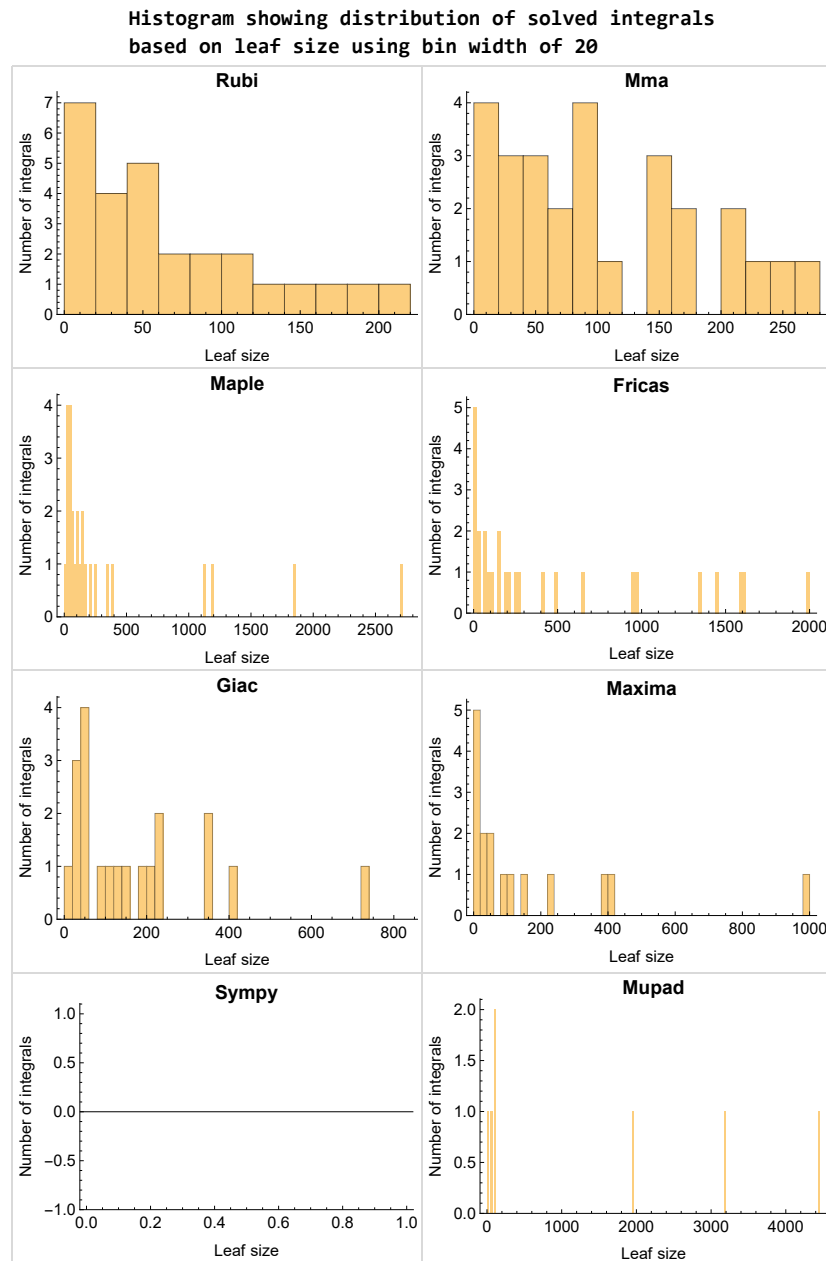 Histogram showing distribution of solved integrals
based on leaf size using bin width of 20
Rubi
Number of integrals
7
6
5
4
3
2
1
0
0 50 100 150 200
Leaf size
Mma
Number of integrals
4
3
2
1
0
0 50 100 150 200 250
Leaf size
Maple
Number of integrals
4
3
2
1
0
0 500 1000 1500 2000 2500
Leaf size
Fricas
Number of integrals
5
4
3
2
1
0
0 500 1000 1500 2000
Leaf size
Giac
Number of integrals
4
3
2
1
0
0 200 400 600 800
Leaf size
Maxima
Number of integrals
5
4
3
2
1
0
0 200 400 600 800 1000
Leaf size
Sympy
Number of integrals
1.0
0.5
0.0
−0.5
−1.0
0.0 0.2 0.4 0.6 0.8 1.0
Leaf size
Mupad
Number of integrals
2.0
1.5
1.0
0.5
0.0
0 1000 2000 3000 4000
Leaf size